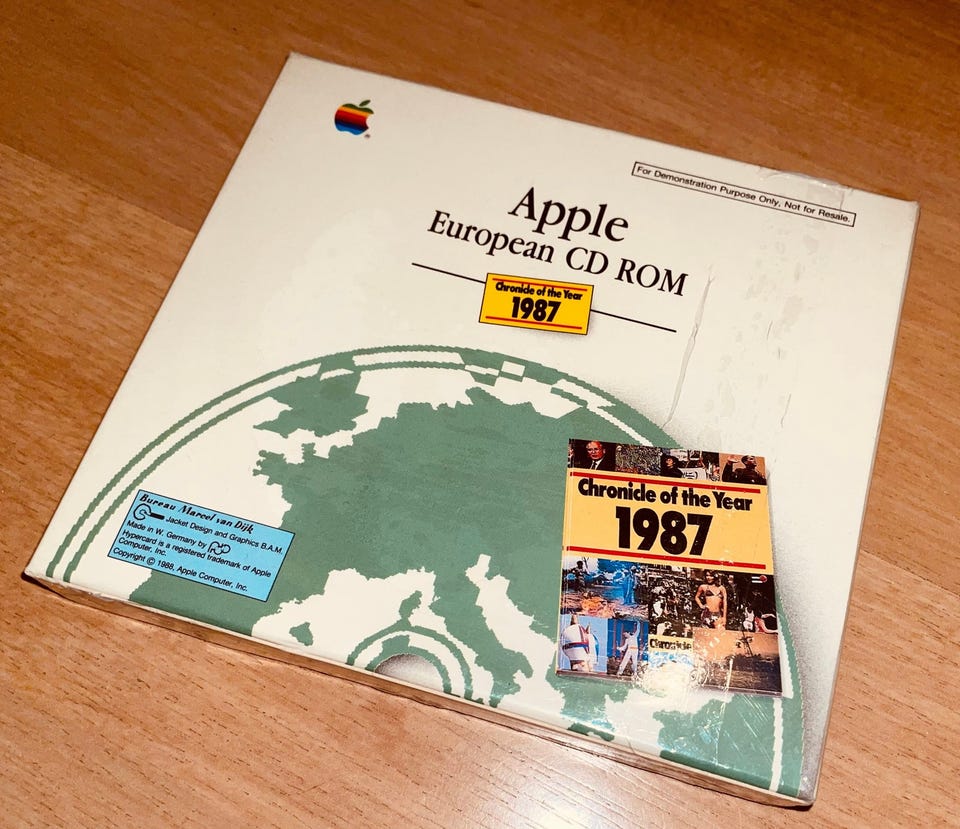 For Demonstration Purpose Only, Not for Resale.
Apple
European CD ROM
Chronicle of the Year
1987
Chronicle of the Year
1987
Chronicle
Bureau Marcel van Dijk
Jacket Design and Graphics B.A.M.
Made in W. Germany by
Hypercard is a registered trademark of Apple
Computer, Inc.
Copyright © 1988, Apple Computer, Inc.